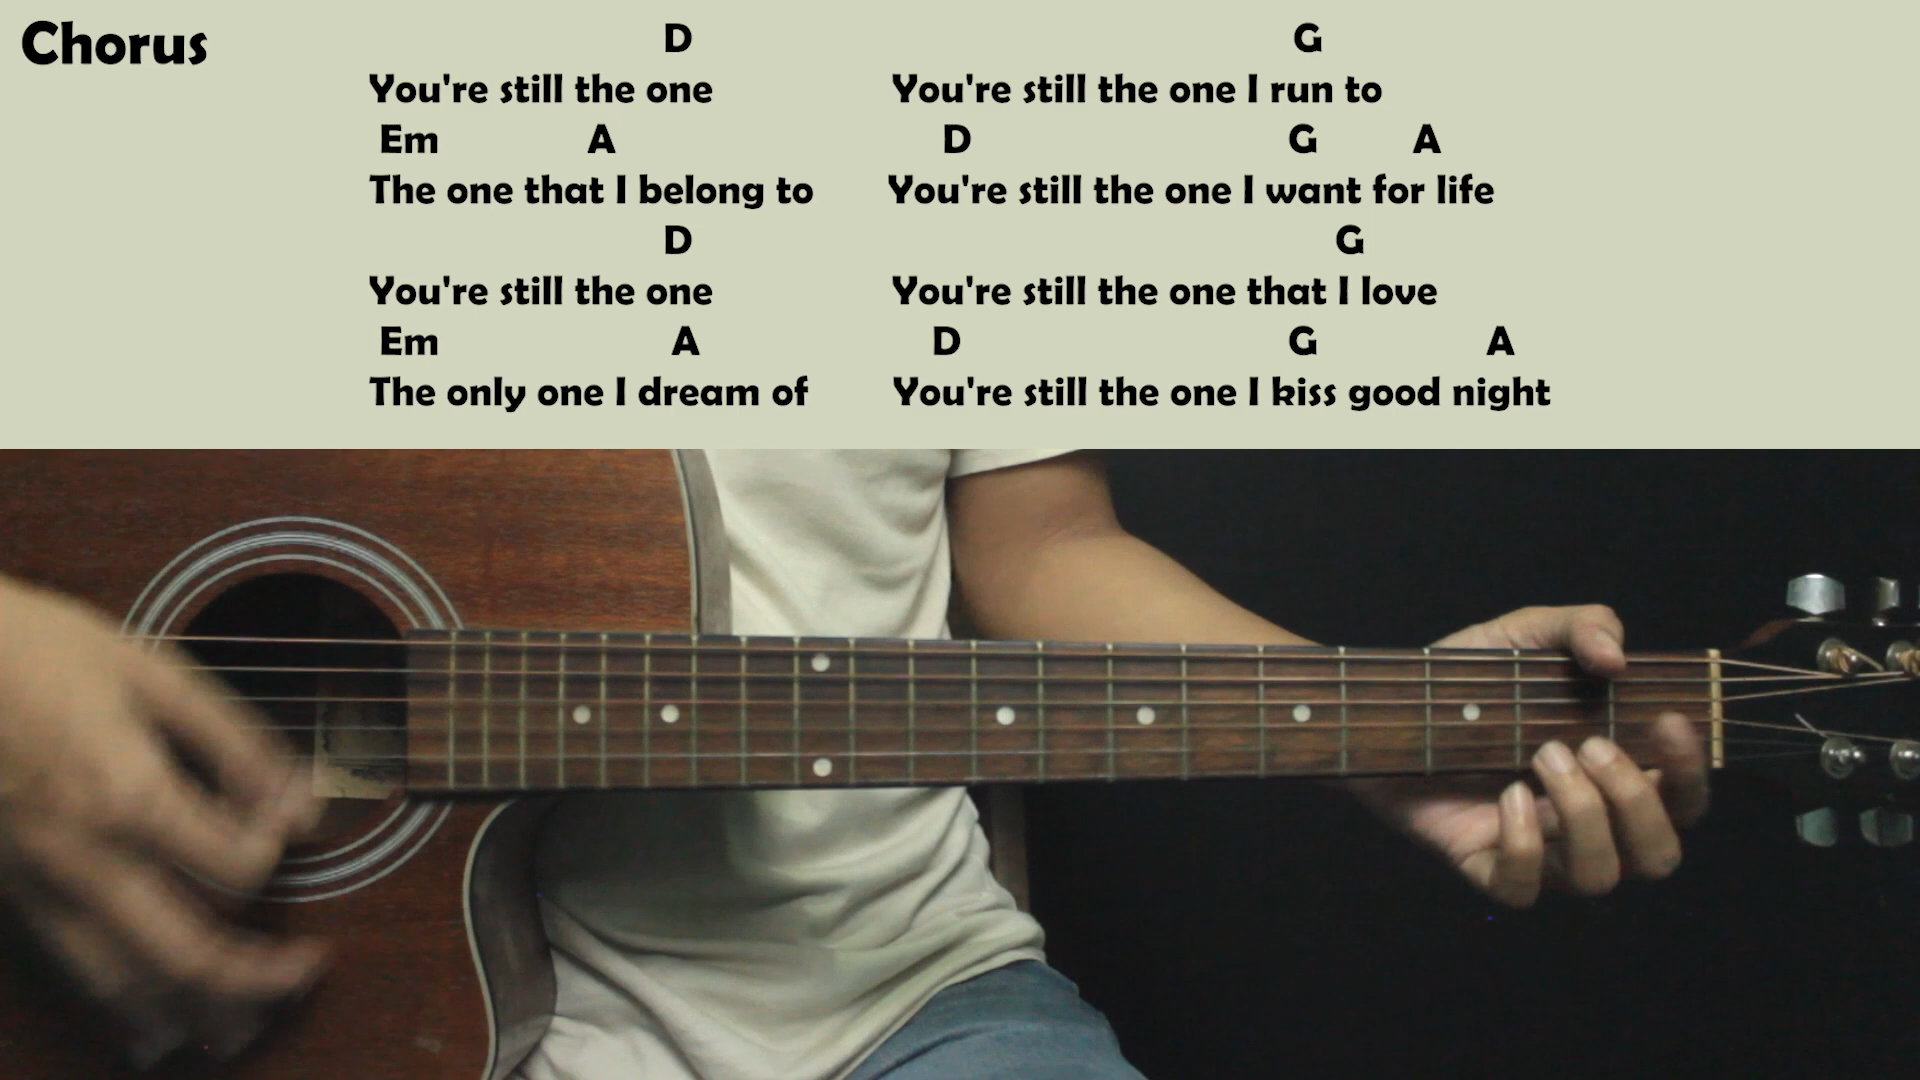 Chorus
D G
You're still the one You're still the one I run to
Em A D G A
The one that I belong to You're still the one I want for life
D G
You're still the one You're still the one that I love
Em A D G A
The only one I dream of You're still the one I kiss good night